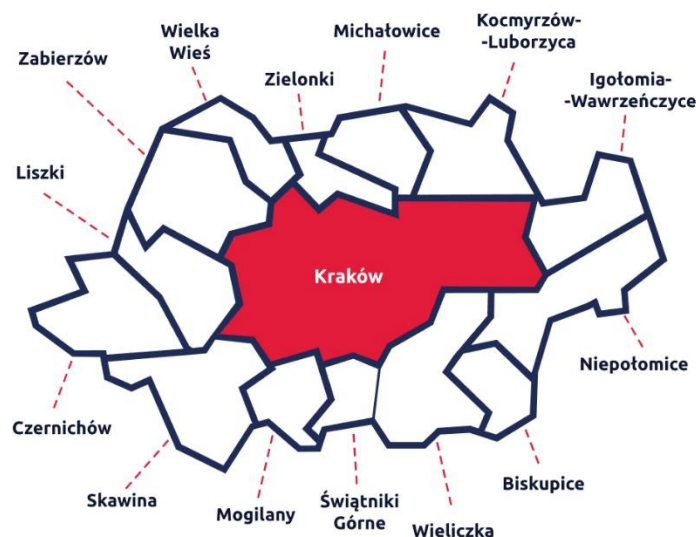 Kocmyrzów-
-Luborzyca
Michałowice
Wielka
Wieś
Zielonki
Zabierzów
Igołomia-
-Wawrzeńczyce
Liszki
Kraków
Niepołomice
Czernichów
Biskupice
Skawina
Mogilany
Świątniki
Górne
Wieliczka